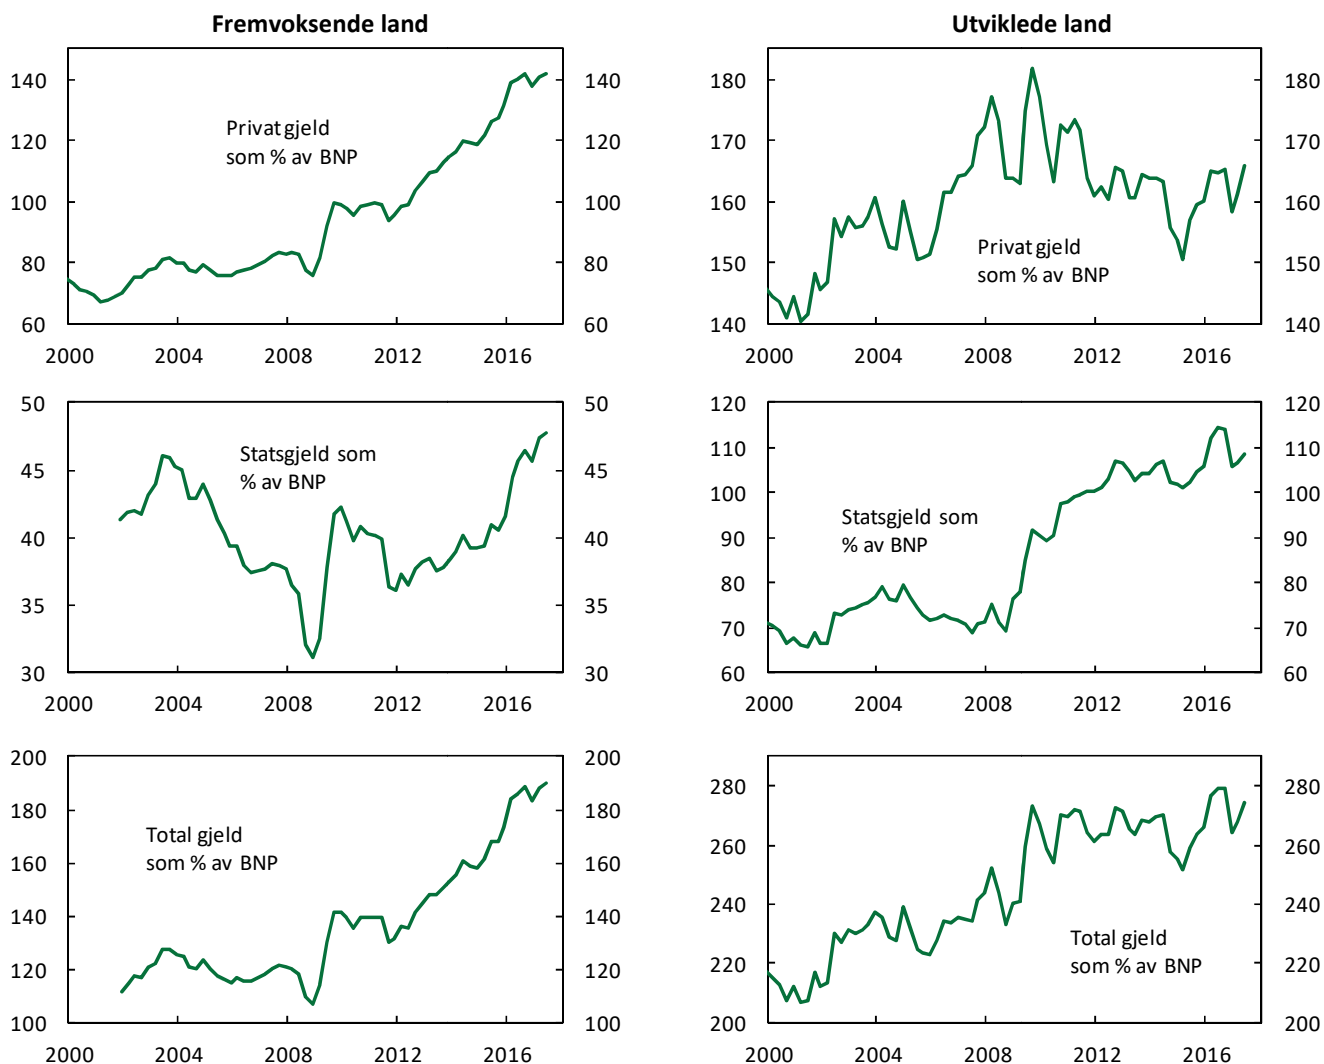 Fremvoksende land
Utviklede land
140 140
120 120
100 100
80 80
60 60
Privat gjeld
som % av BNP
2000 2004 2008 2012 2016
180 180
170 170
160 160
150 150
140 140
Privat gjeld
som % av BNP
2000 2004 2008 2012 2016
50 50
45 45
40 40
35 35
30 30
Statsgjeld som
% av BNP
2000 2004 2008 2012 2016
120 120
110 110
100 100
90 90
80 80
70 70
60 60
Statsgjeld som
% av BNP
2000 2004 2008 2012 2016
200 200
180 180
160 160
140 140
120 120
100 100
Total gjeld
som % av BNP
2000 2004 2008 2012 2016
280 280
260 260
240 240
220 220
200 200
Total gjeld
som % av BNP
2000 2004 2008 2012 2016